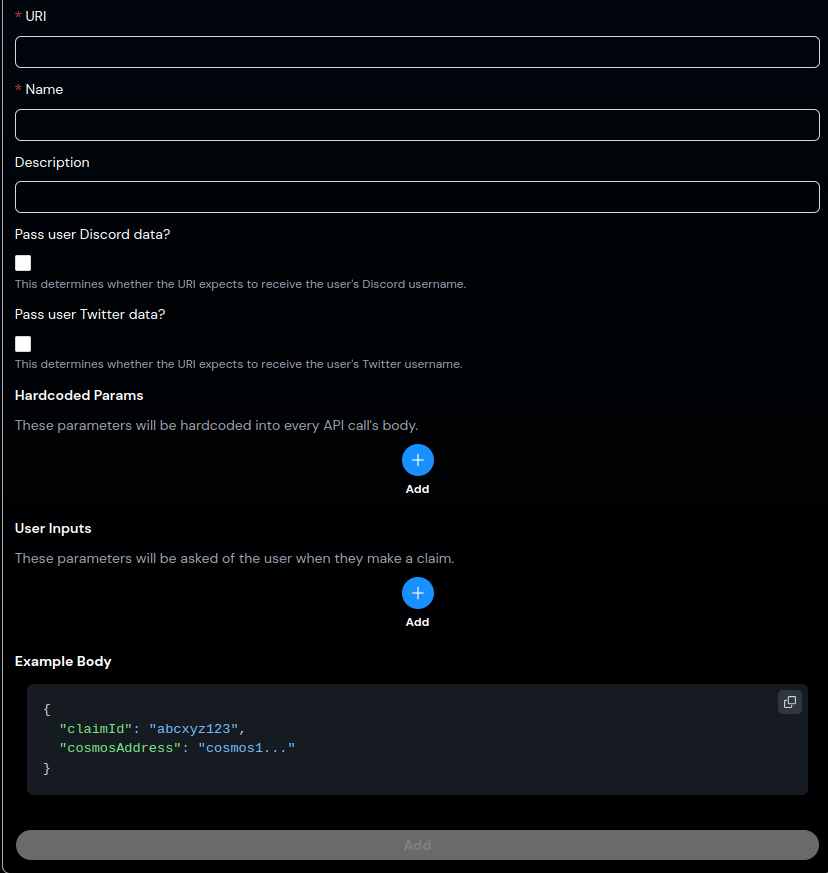 * URI
* Name
Description
Pass user Discord data?
This determines whether the URI expects to receive the user's Discord username.
Pass user Twitter data?
This determines whether the URI expects to receive the user's Twitter username.
Hardcoded Params
These parameters will be hardcoded into every API call's body.
Add
User Inputs
These parameters will be asked of the user when they make a claim.
Add
Example Body
{
  "claimId": "abcxyz123",
  "cosmosAddress": "cosmos1..."
}
Add